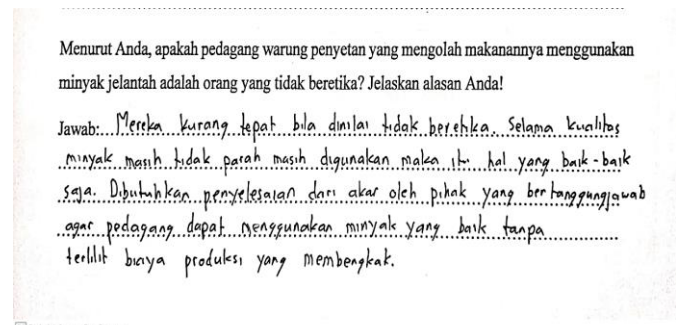 Menurut Anda, apakah pedagang warung penyetan yang mengolah makanannya menggunakan
minyak jelantah adalah orang yang tidak beretika? Jelaskan alasan Anda!
Jawab: Mereka kurang tepat bila dinilai tidak beretika. Selama kualitas
minyak masih tidak parah masih digunakan maka itu hal yang baik-baik
saja. Dibutuhkan penyelesaian dari akar oleh pihak yang bertanggungjawab
agar pedagang dapat menggunakan minyak yang baik tanpa
terlilit biaya produksi yang membengkak.